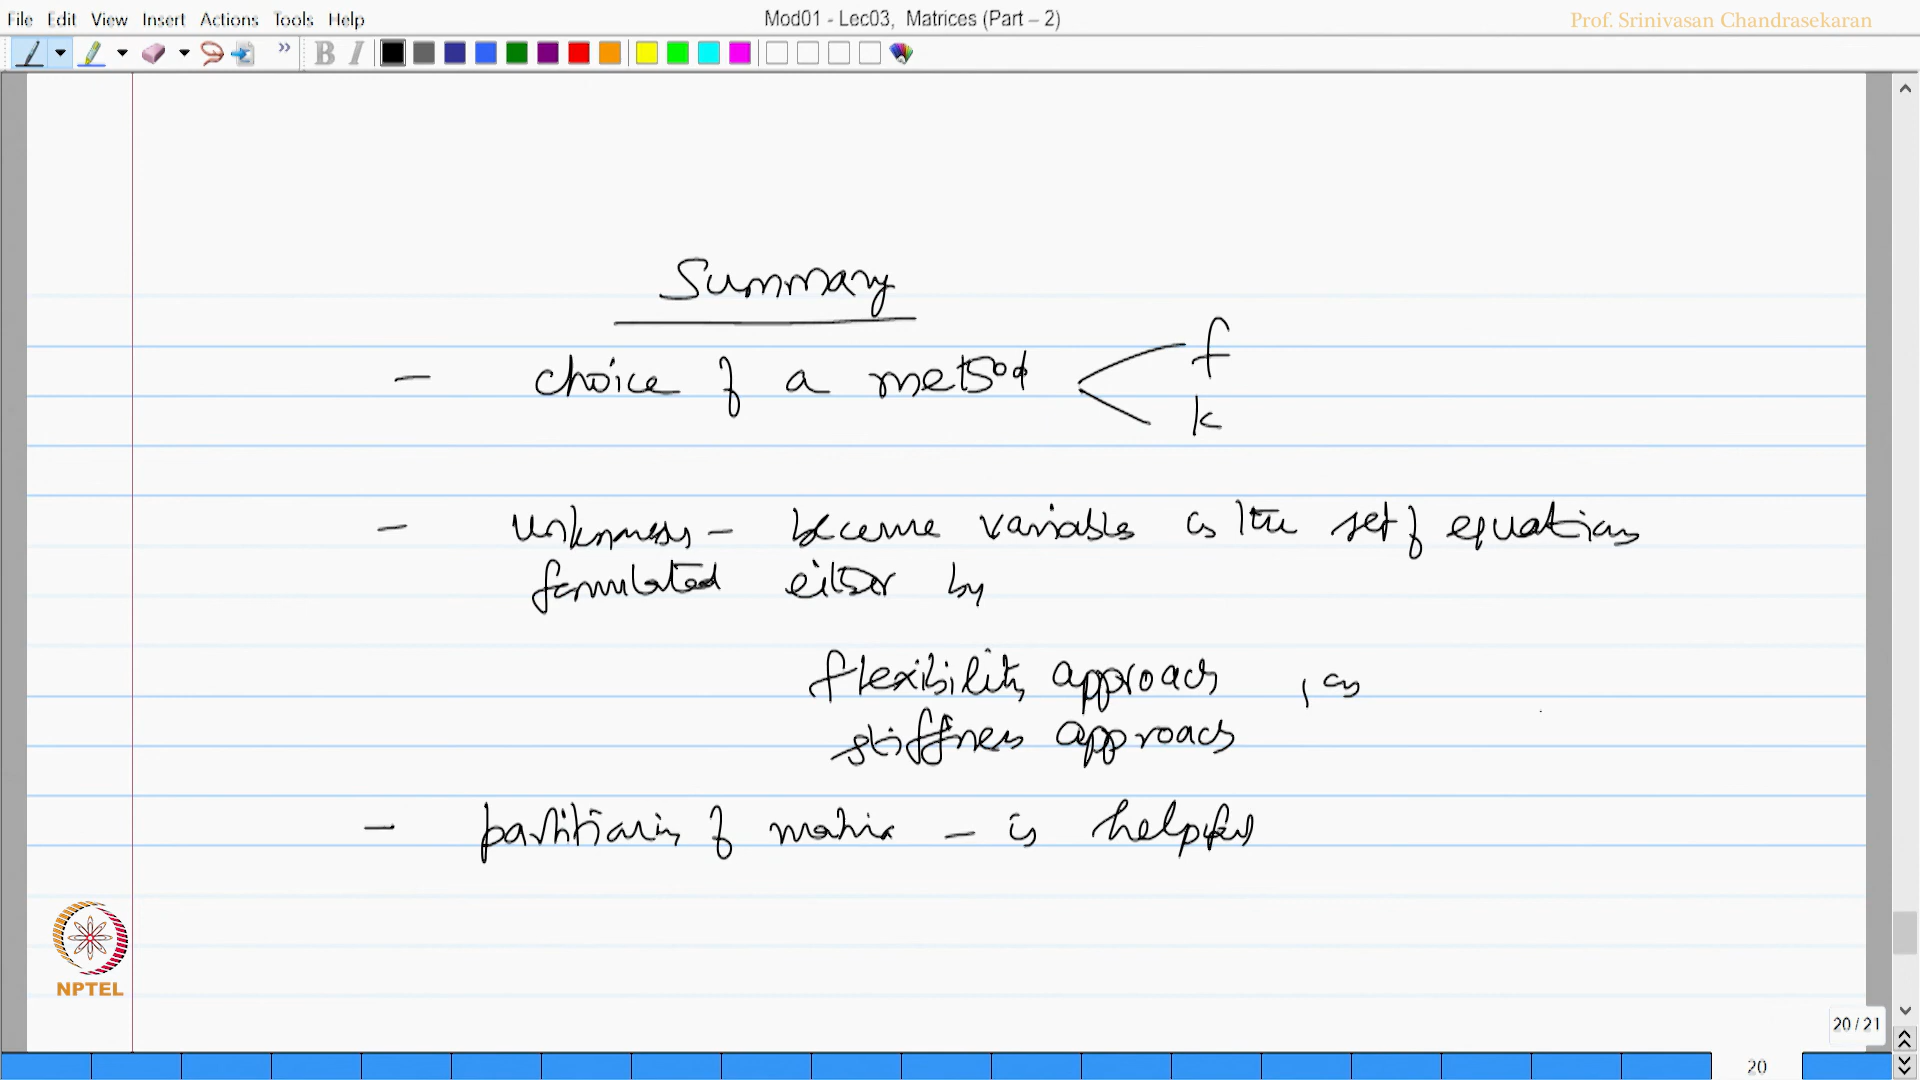 File Edit View Insert Actions Tools Help
Mod01 - Lec03, Matrices (Part – 2)
Prof. Srinivasan Chandrasekaran
B I
Summary
- choice of a method
f
k
- unknowns - become variables in the set of equations
formulated either by
flexibility approach , or
stiffness approach
- partitioning of matrix - is helpful
NPTEL
20 / 21
20